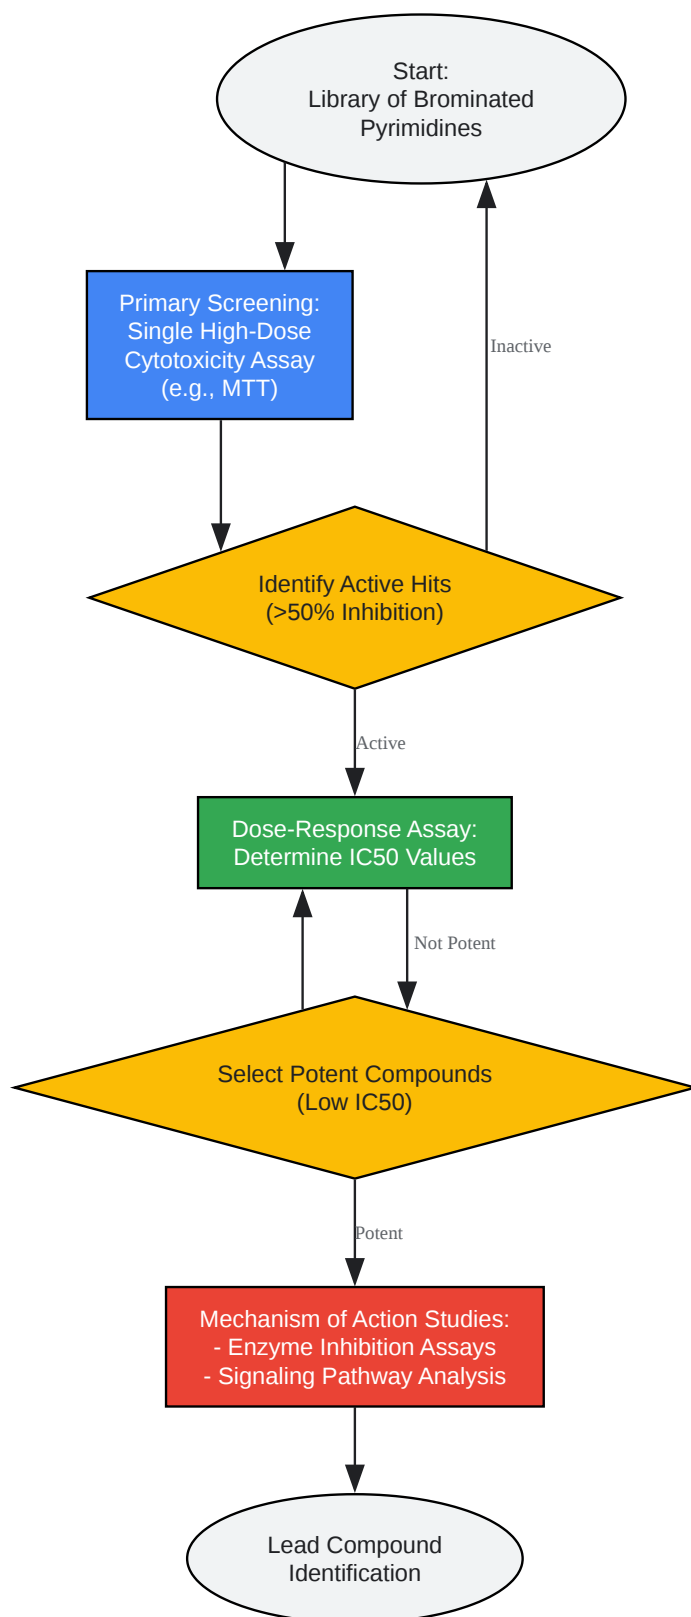 Start:
Library of Brominated
Pyrimidines
Primary Screening:
Single High-Dose
Cytotoxicity Assay
(e.g., MTT)
Inactive
Identify Active Hits
(>50% Inhibition)
Active
Dose-Response Assay:
Determine IC50 Values
Not Potent
Select Potent Compounds
(Low IC50)
Potent
Mechanism of Action Studies:
- Enzyme Inhibition Assays
- Signaling Pathway Analysis
Lead Compound
Identification